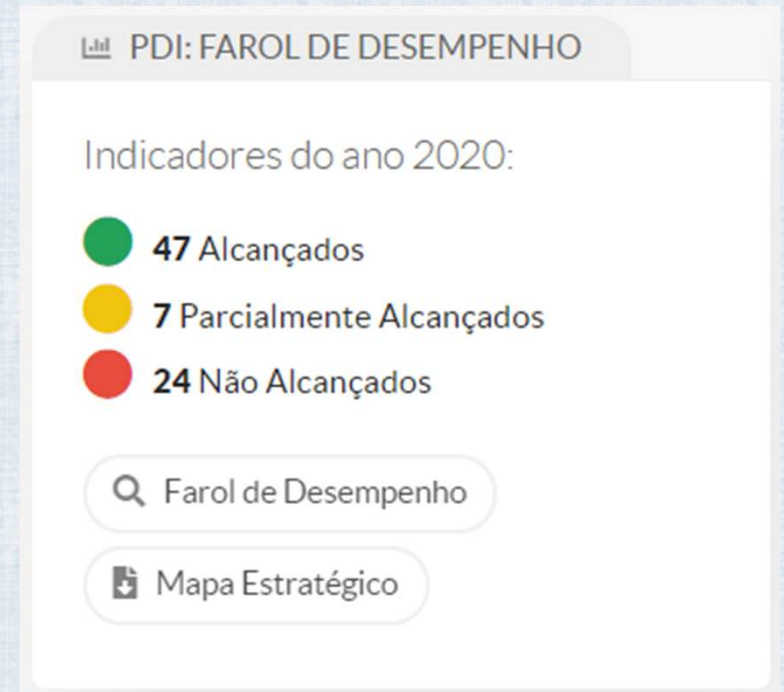 PDI: FAROL DE DESEMPENHO
Indicadores do ano 2020:
47 Alcançados
7 Parcialmente Alcançados
24 Não Alcançados
Farol de Desempenho
Mapa Estratégico